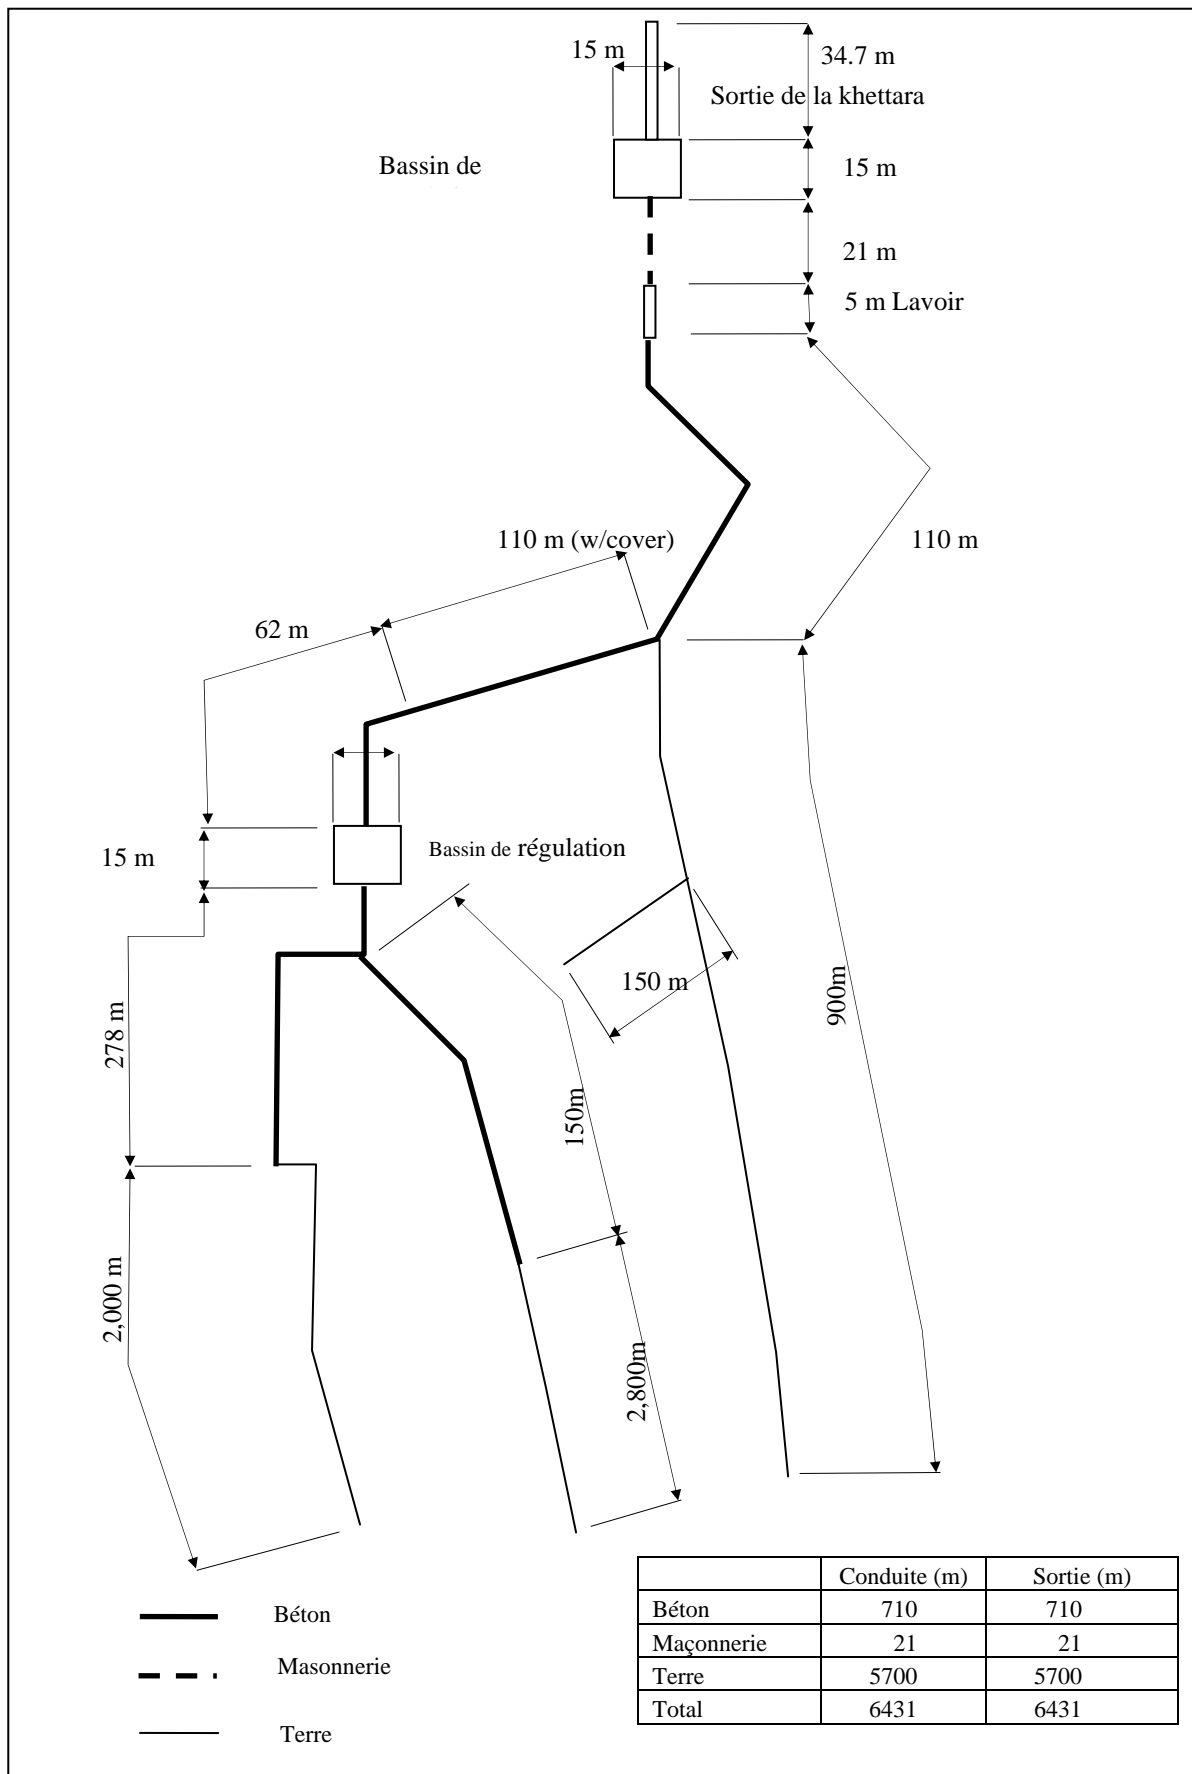 15 m
34.7 m
Sortie de la khettara
Bassin de
15 m
21 m
5 m Lavoir
110 m (w/cover)
110 m
62 m
15 m
Bassin de régulation
150 m
900m
278 m
150m
2,000 m
2,800m
Conduite (m) Sortie (m)
Béton 710 710
Maçonnerie 21 21
Terre 5700 5700
Total 6431 6431
Béton
Masonnerie
Terre